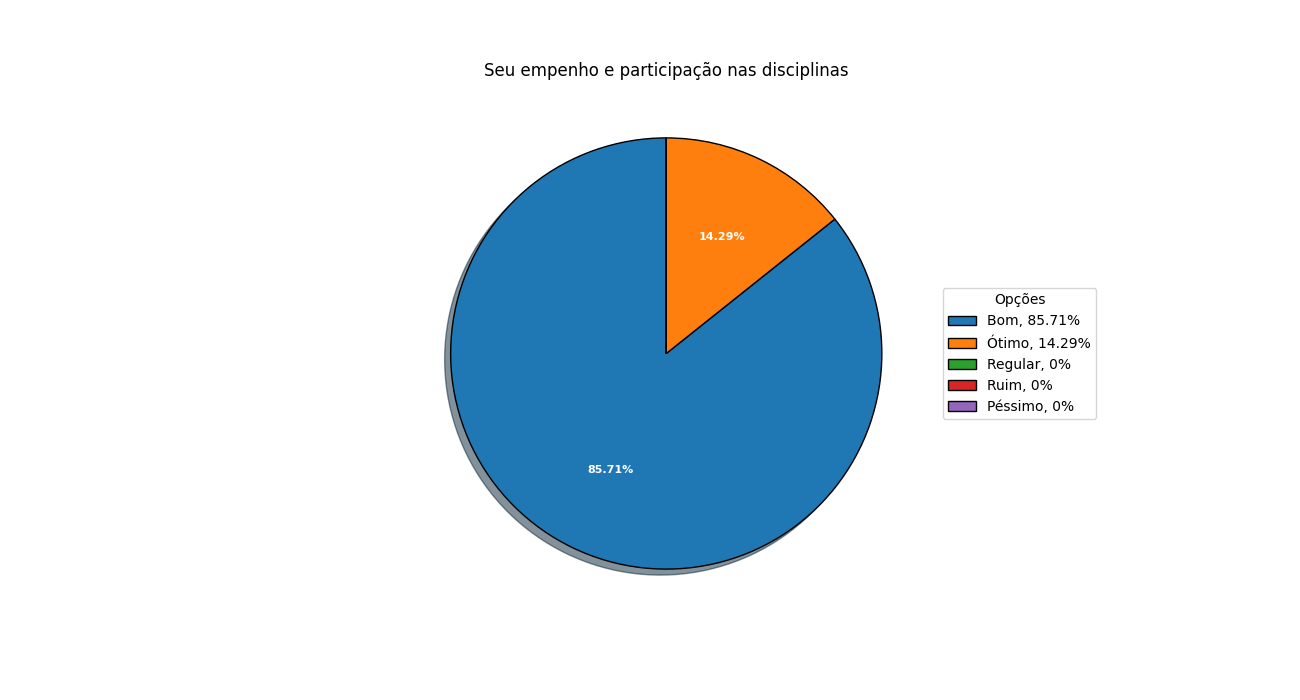 Seu empenho e participação nas disciplinas
14.29%
85.71%
Opções
Bom, 85.71%
Ótimo, 14.29%
Regular, 0%
Ruim, 0%
Péssimo, 0%